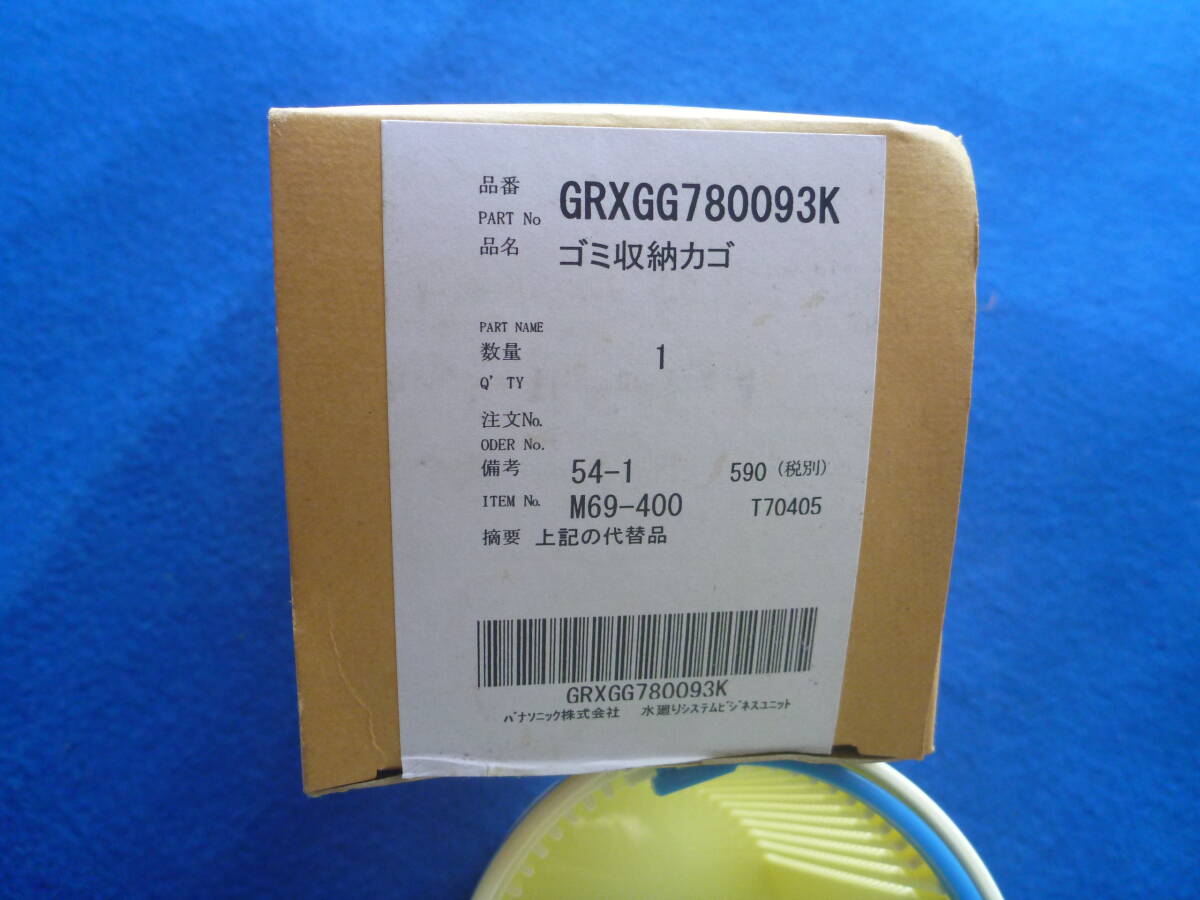 品番
PART No GRXGG780093K
品名 ゴミ収納カゴ
PART NAME
数量 1
Q'TY
注文No.
ODER No.
備考 54-1 590 (税別)
ITEM No. M69-400 T70405
摘要 上記の代替品
GRXGG780093K
パナソニック株式会社 水廻りシステムビジネスユニット